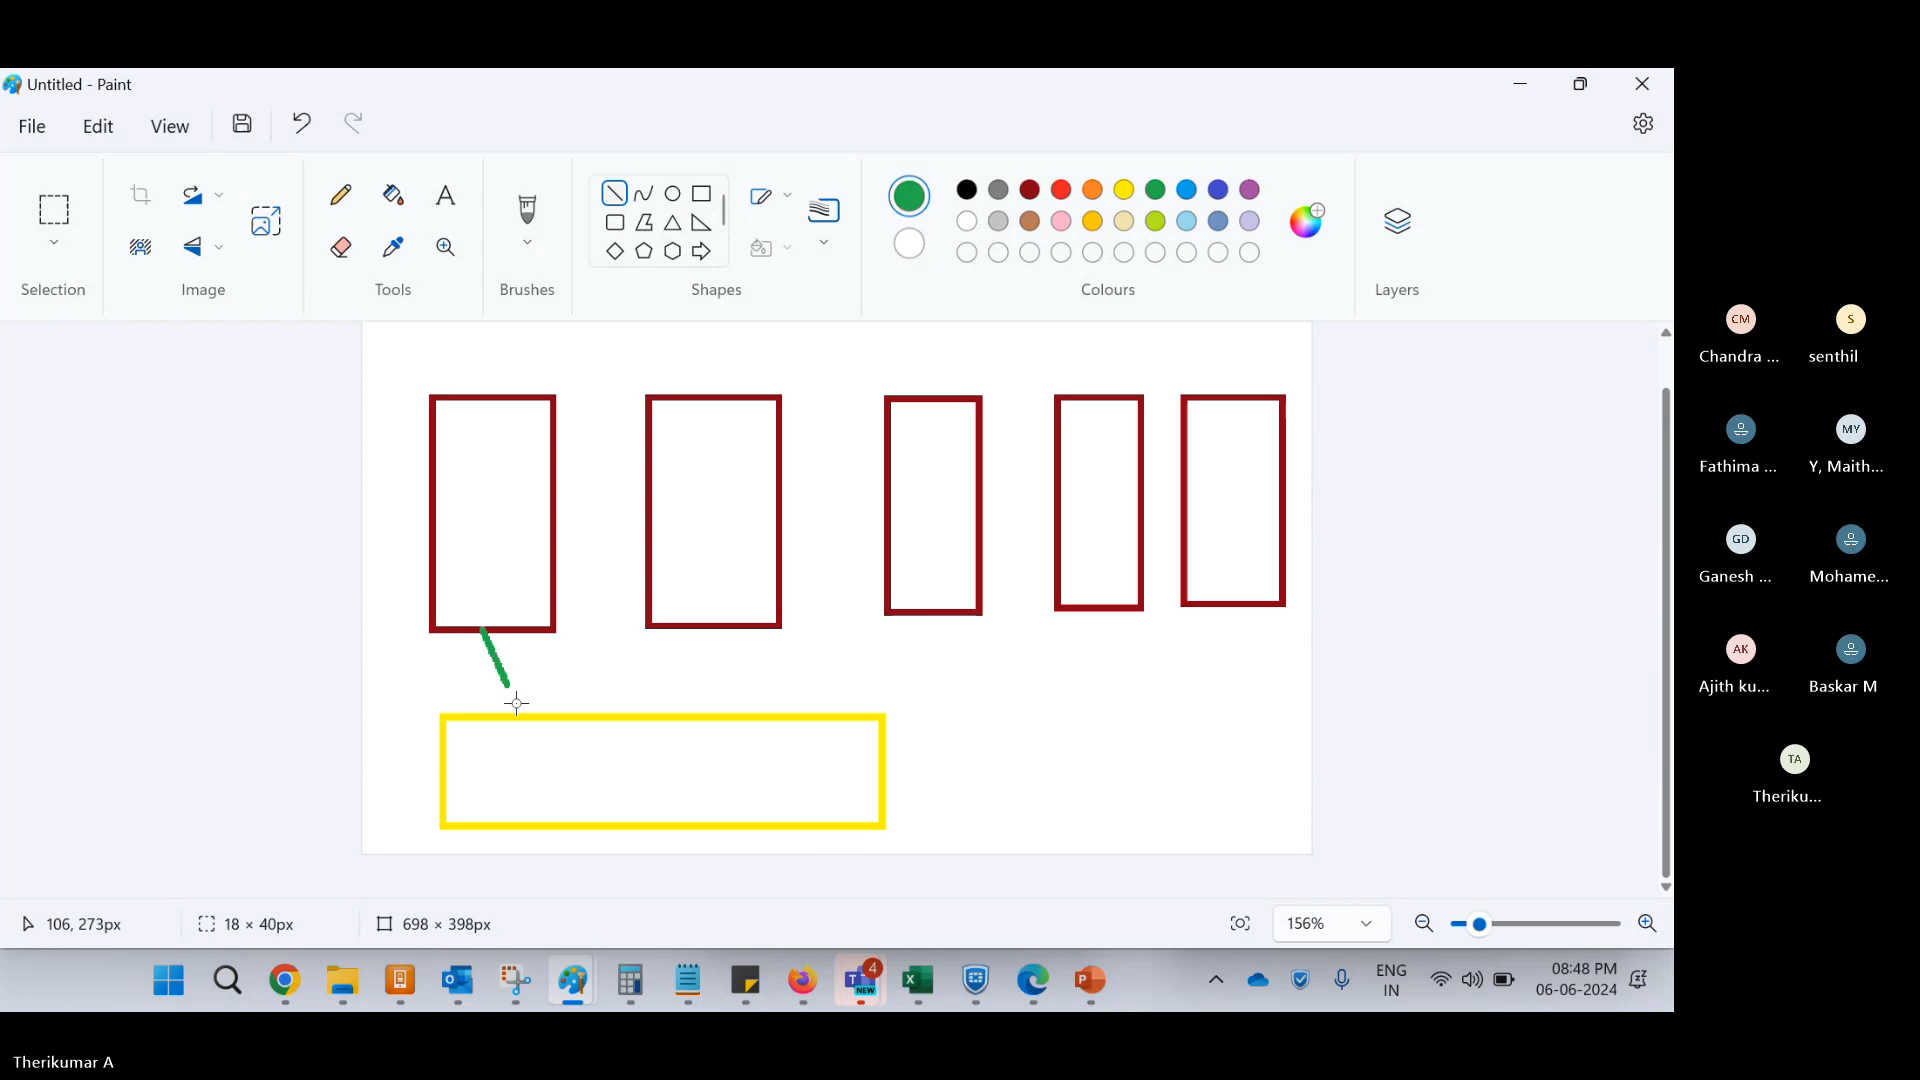 Untitled - Paint
File Edit View
Selection Image Tools Brushes Shapes Colours Layers
CM S
Chandra ... senthil
MY
Fathima ... Y, Maith...
GD
Ganesh ... Mohame...
AK
Ajith ku... Baskar M
TA
Theriku...
106, 273px 18 × 40px 698 × 398px 156%
4
NEW
ENG
IN
08:48 PM
06-06-2024
Therikumar A